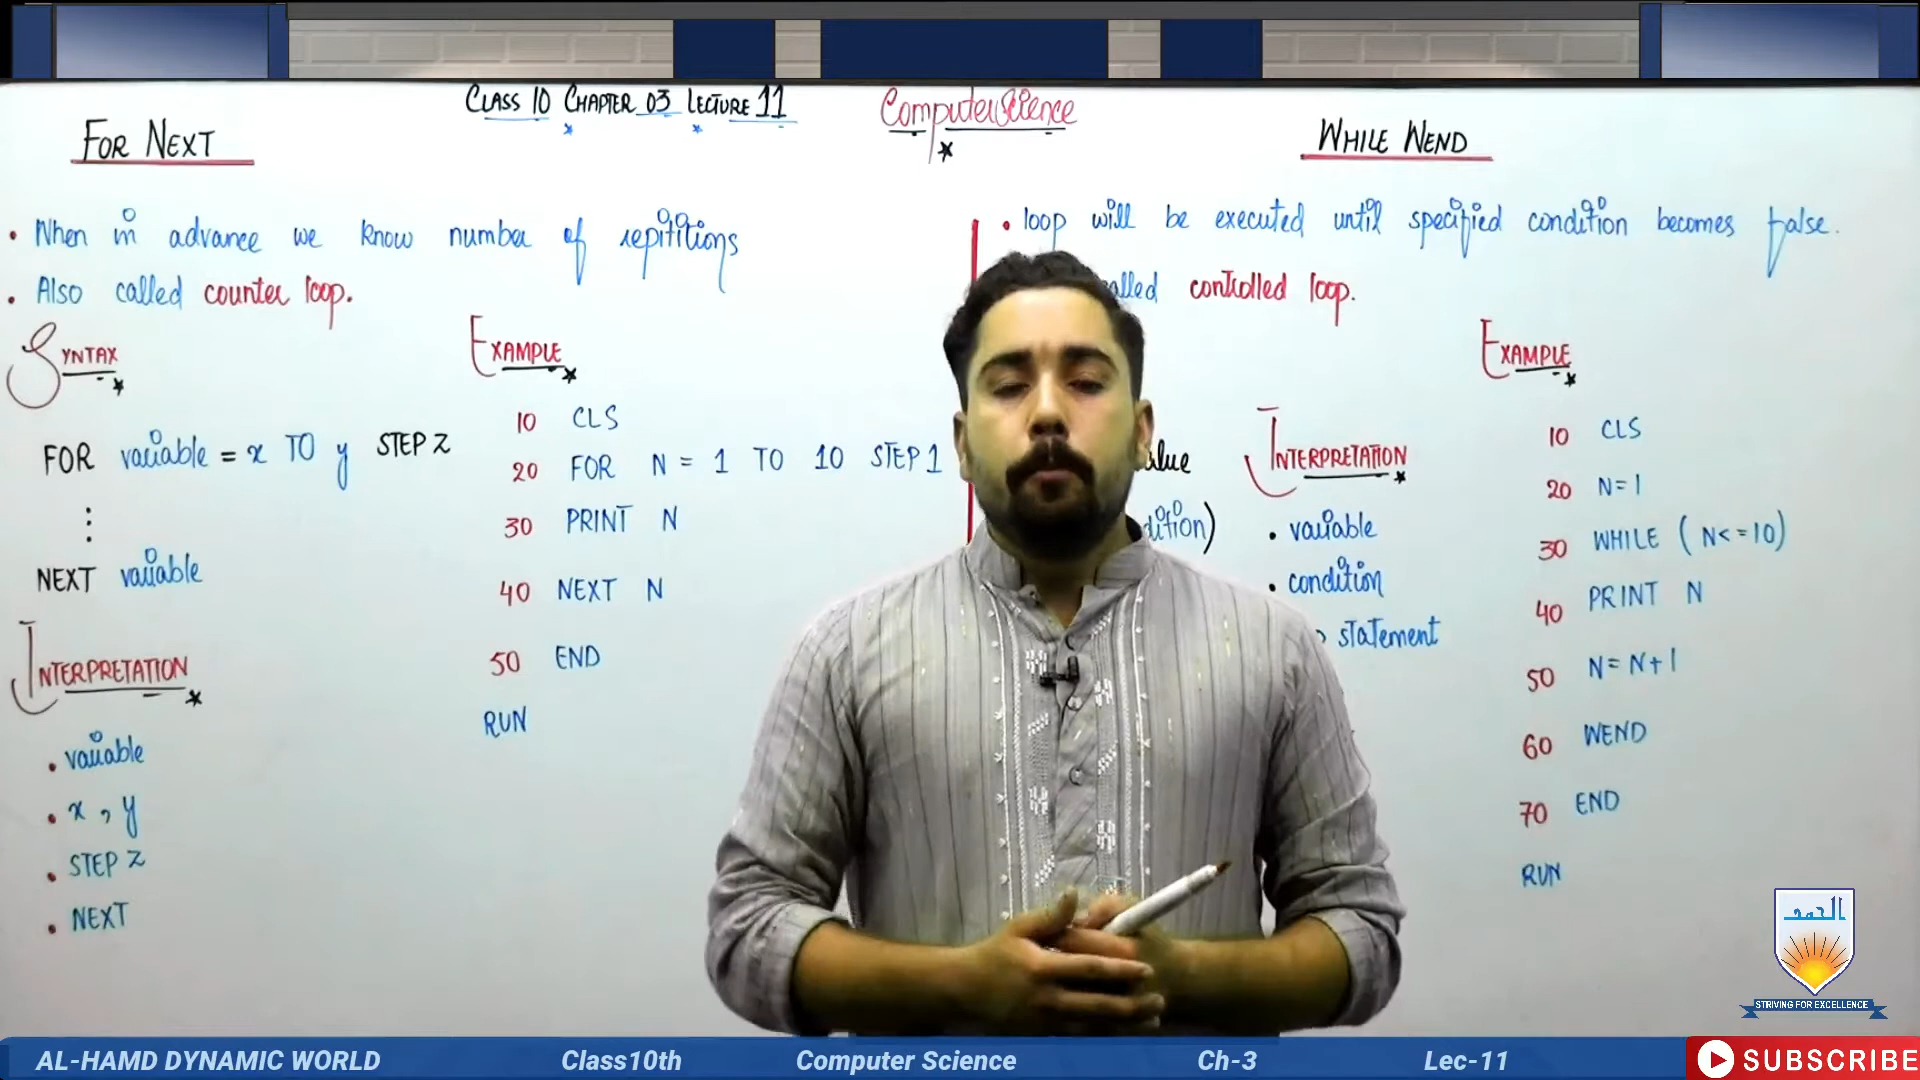 CLASS 10 CHAPTER 03 LECTURE 11
Computer Science
FOR NEXT
• When in advance we know number of repititions
• Also called counter loop.
SYNTAX
FOR variable = x TO y STEP z
NEXT variable
INTERPRETATION
• variable
• x , y
• STEP z
• NEXT
EXAMPLE
10 CLS
20 FOR N = 1 TO 10 STEP 1
30 PRINT N
40 NEXT N
50 END
RUN
WHILE WEND
• loop will be executed until specified condition becomes false.
controlled loop.
INTERPRETATION
• variable
• condition
statement
EXAMPLE
10 CLS
20 N=1
30 WHILE ( N<=10)
40 PRINT N
50 N= N+1
60 WEND
70 END
RUN
الحمد
STRIVING FOR EXCELLENCE
AL-HAMD DYNAMIC WORLD Class10th Computer Science Ch-3 Lec-11 SUBSCRIBE